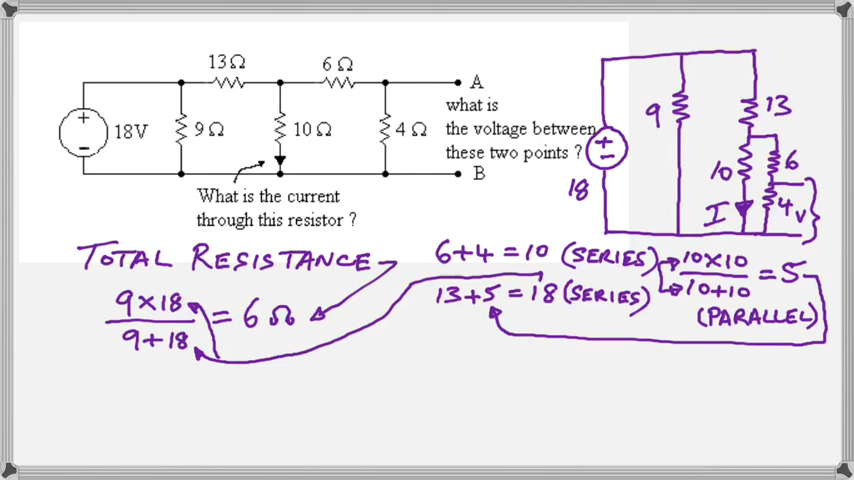 13Ω
6Ω
A
18V
9Ω
10Ω
4Ω
what is
the voltage between
these two points ?
B
What is the current
through this resistor ?
+
−
9
13
10
6
4
V
18
I
+
−
TOTAL RESISTANCE
9×18
9+18
= 6Ω
6+4=10 (SERIES)
13+5=18 (SERIES)
10×10
10+10
=5
(PARALLEL)